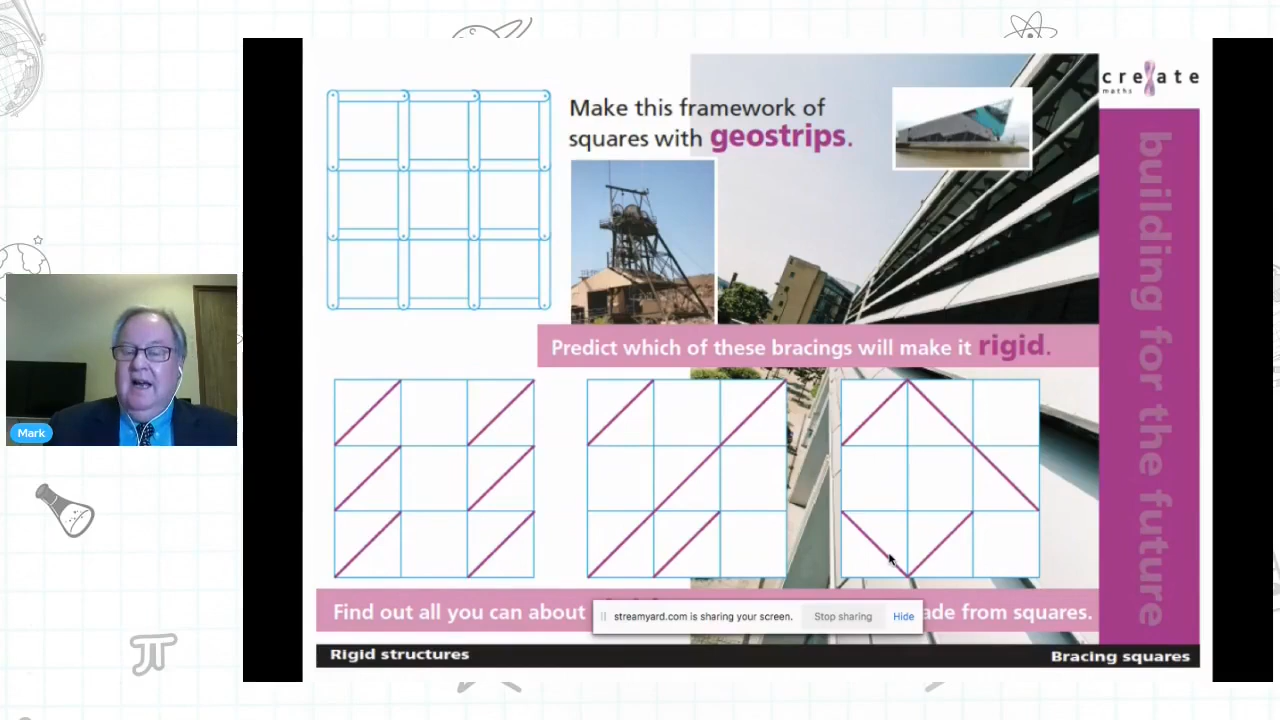 cre ate
maths
Make this framework of
squares with geostrips.
building for the future
Predict which of these bracings will make it rigid.
Mark
Find out all you can about
ade from squares.
streamyard.com is sharing your screen.
Stop sharing
Hide
Rigid structures
Bracing squares